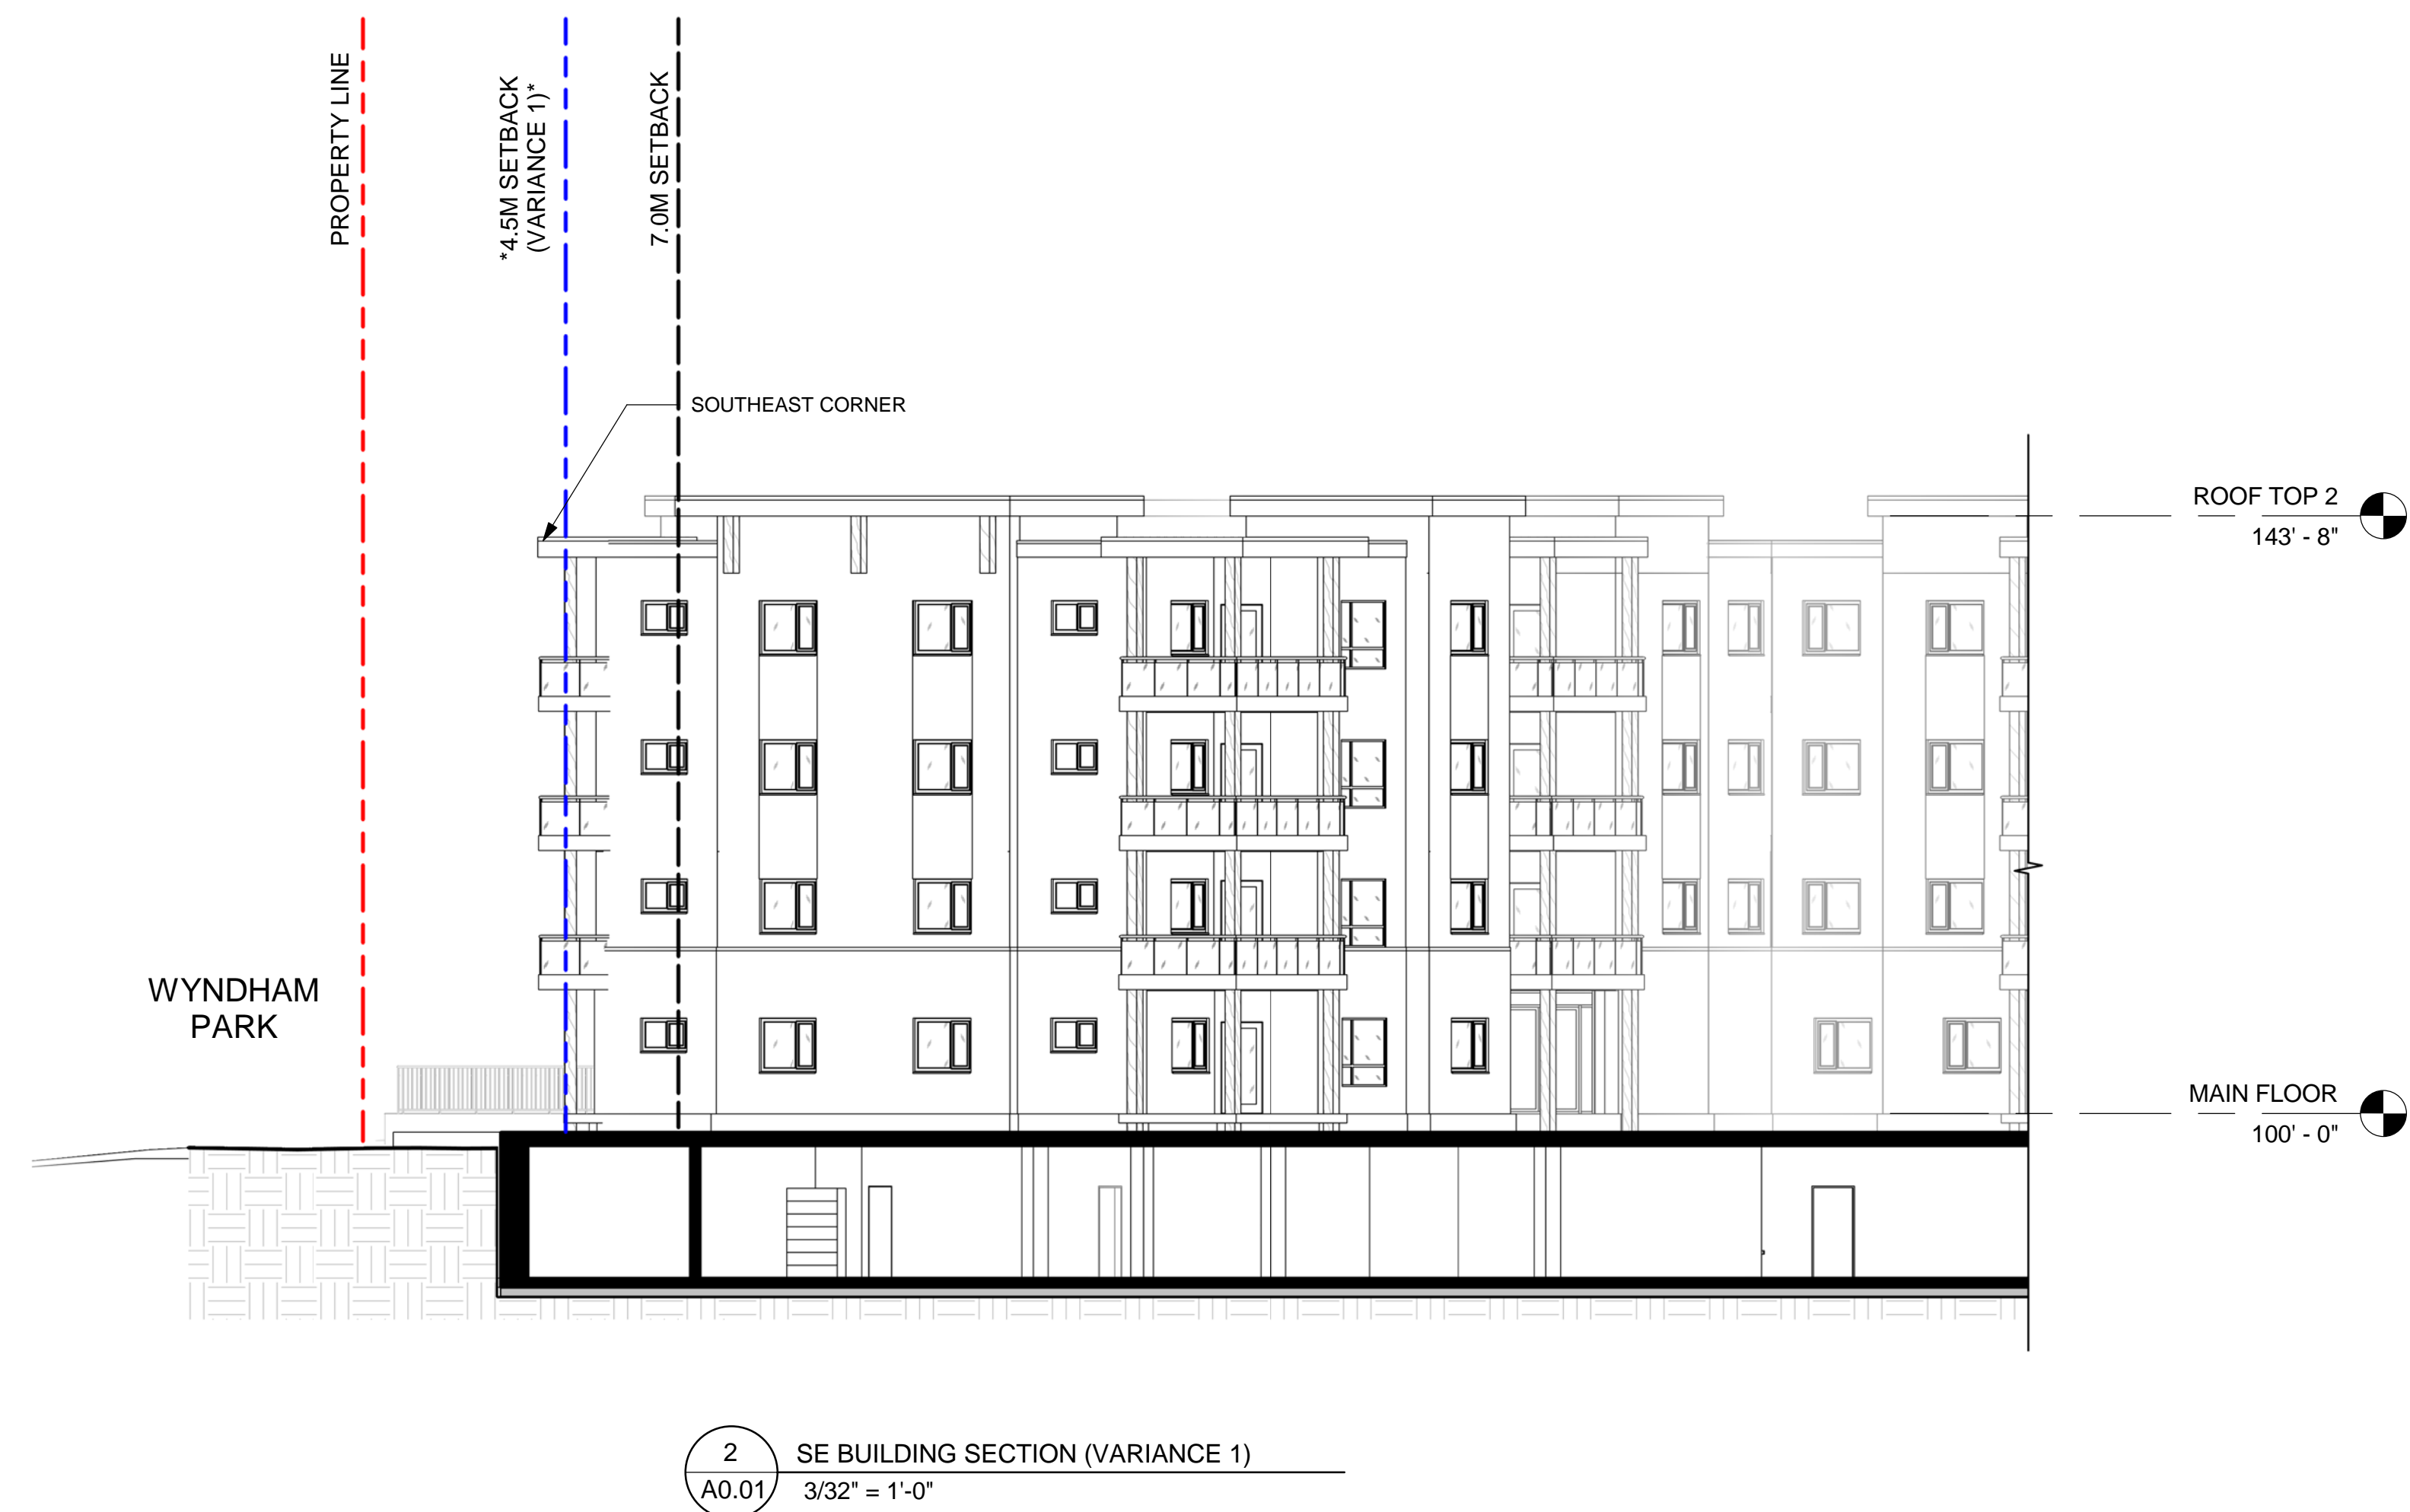 PROPERTY LINE
*4.5M SETBACK
(VARIANCE 1)*
7.0M SETBACK
SOUTHEAST CORNER
ROOF TOP 2
143' - 8"
WYNDHAM
PARK
MAIN FLOOR
100' - 0"
2
SE BUILDING SECTION (VARIANCE 1)
A0.01
3/32" = 1'-0"